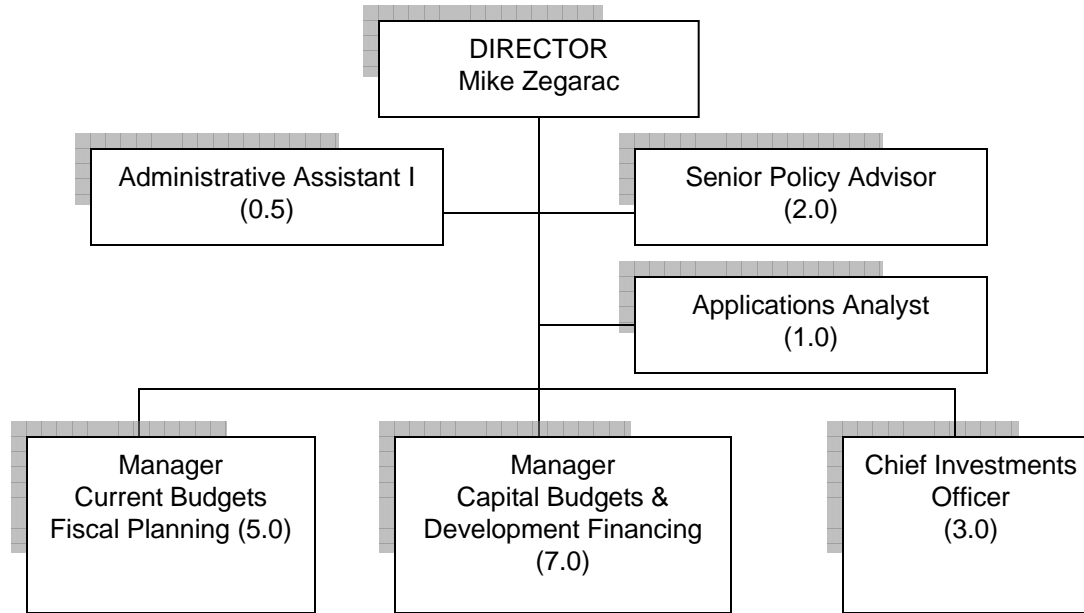 DIRECTOR
Mike Zegarac
Administrative Assistant I
(0.5)
Senior Policy Advisor
(2.0)
Applications Analyst
(1.0)
Manager
Current Budgets
Fiscal Planning (5.0)
Manager
Capital Budgets &
Development Financing
(7.0)
Chief Investments
Officer
(3.0)